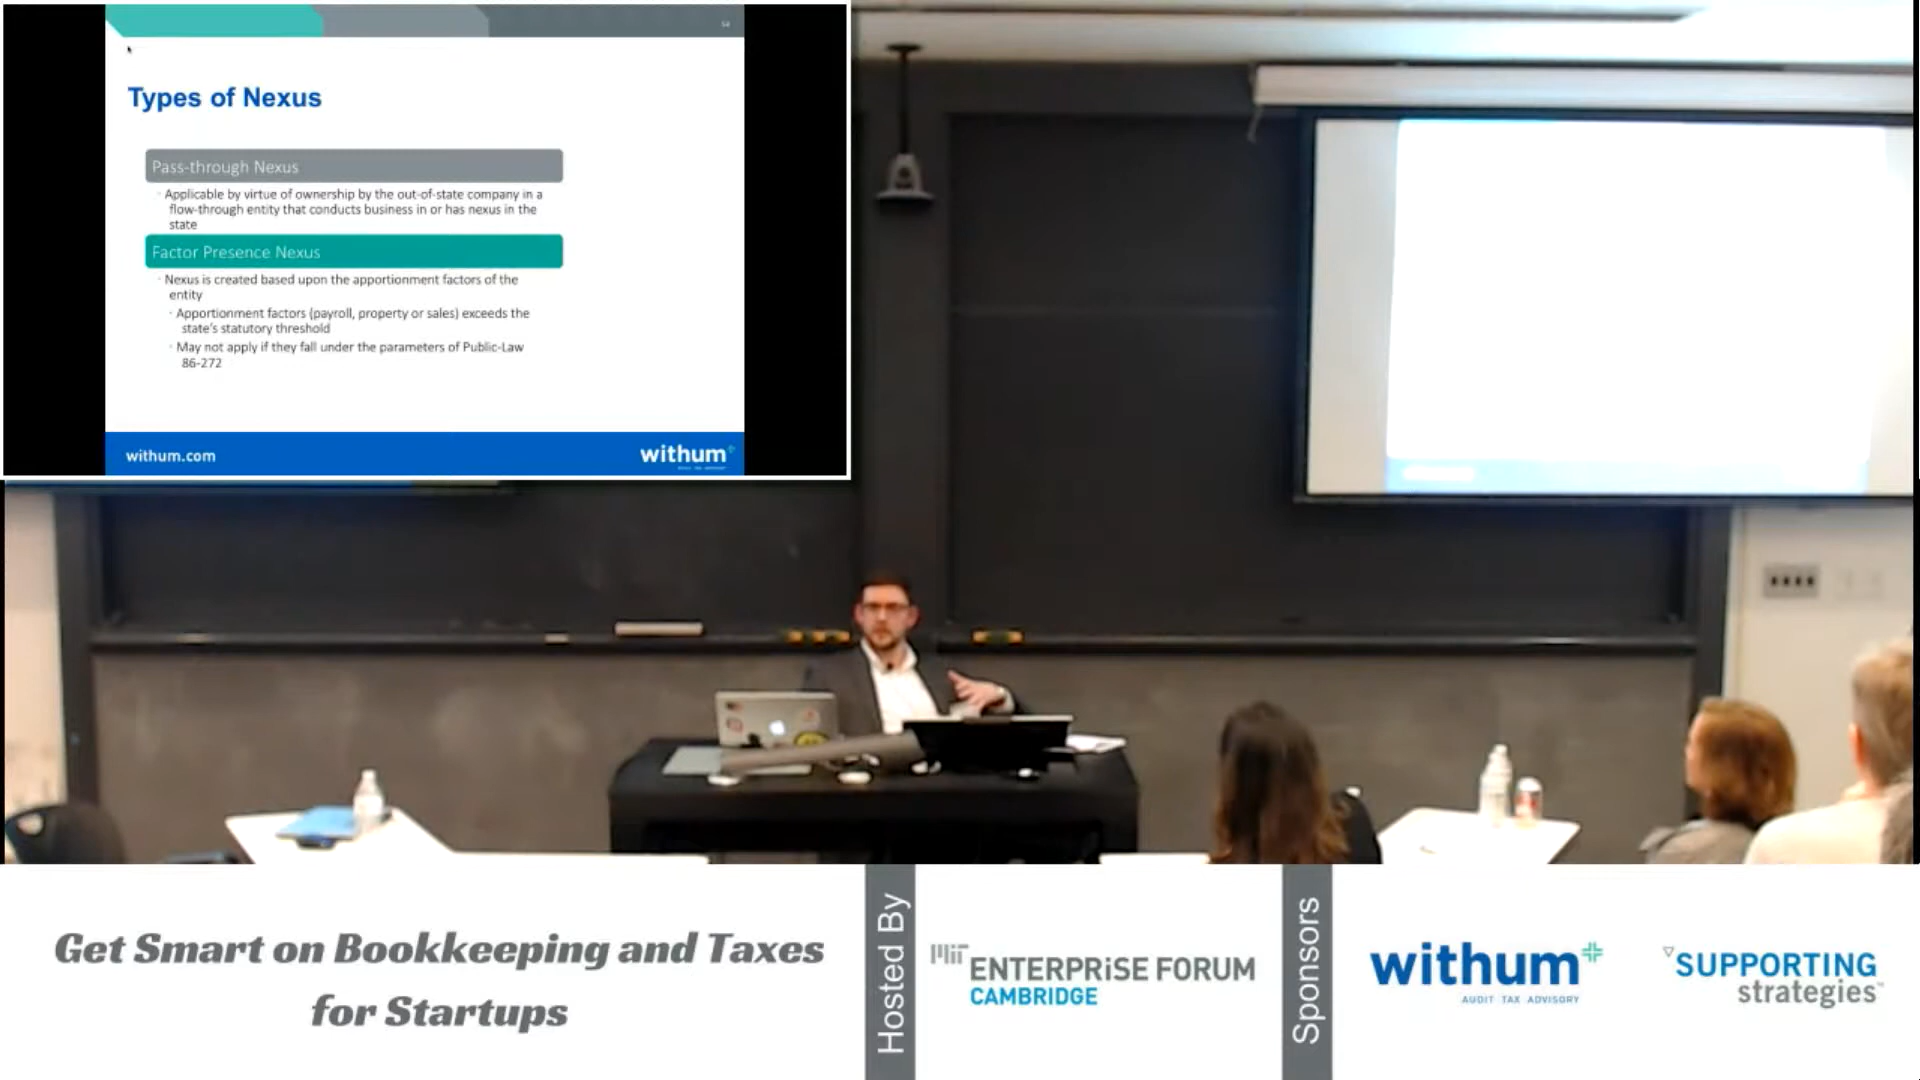 Types of Nexus
Pass-through Nexus
Applicable by virtue of ownership by the out-of-state company in a
flow-through entity that conducts business in or has nexus in the
state
Factor Presence Nexus
Nexus is created based upon the apportionment factors of the
entity
Apportionment factors (payroll, property or sales) exceeds the
state's statutory threshold
May not apply if they fall under the parameters of Public-Law
86-272
withum.com
withum+
Get Smart on Bookkeeping and Taxes
for Startups
Hosted By
MIT
ENTERPRiSE FORUM
CAMBRIDGE
Sponsors
withum+
AUDIT TAX ADVISORY
SUPPORTING
strategies